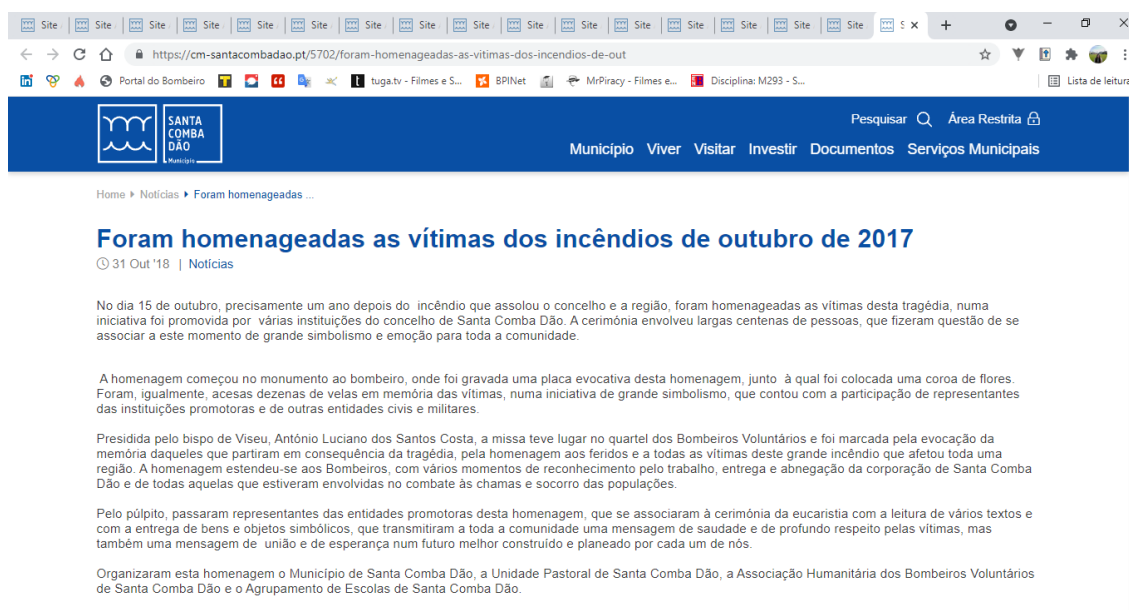 Site Site Site Site Site Site Site Site Site Site Site Site Site Site Site Site S
https://cm-santacombadao.pt/5702/foram-homenageadas-as-vitimas-dos-incendios-de-out
Portal do Bombeiro tuga.tv - Filmes e S... BPINet MrPiracy - Filmes e... Disciplina: M293 - S... Lista de leitura
SANTA
COMBA
DÃO
Município
Pesquisar Área Restrita
Município Viver Visitar Investir Documentos Serviços Municipais
Home Notícias Foram homenageadas ...
Foram homenageadas as vítimas dos incêndios de outubro de 2017
31 Out '18 | Notícias
No dia 15 de outubro, precisamente um ano depois do incêndio que assolou o concelho e a região, foram homenageadas as vítimas desta tragédia, numa
iniciativa foi promovida por várias instituições do concelho de Santa Comba Dão. A cerimónia envolveu largas centenas de pessoas, que fizeram questão de se
associar a este momento de grande simbolismo e emoção para toda a comunidade.
A homenagem começou no monumento ao bombeiro, onde foi gravada uma placa evocativa desta homenagem, junto à qual foi colocada uma coroa de flores.
Foram, igualmente, acesas dezenas de velas em memória das vítimas, numa iniciativa de grande simbolismo, que contou com a participação de representantes
das instituições promotoras e de outras entidades civis e militares.
Presidida pelo bispo de Viseu, António Luciano dos Santos Costa, a missa teve lugar no quartel dos Bombeiros Voluntários e foi marcada pela evocação da
memória daqueles que partiram em consequência da tragédia, pela homenagem aos feridos e a todas as vítimas deste grande incêndio que afetou toda uma
região. A homenagem estendeu-se aos Bombeiros, com vários momentos de reconhecimento pelo trabalho, entrega e abnegação da corporação de Santa Comba
Dão e de todas aquelas que estiveram envolvidas no combate às chamas e socorro das populações.
Pelo púlpito, passaram representantes das entidades promotoras desta homenagem, que se associaram à cerimónia da eucaristia com a leitura de vários textos e
com a entrega de bens e objetos simbólicos, que transmitiram a toda a comunidade uma mensagem de saudade e de profundo respeito pelas vítimas, mas
também uma mensagem de união e de esperança num futuro melhor construído e planeado por cada um de nós.
Organizaram esta homenagem o Município de Santa Comba Dão, a Unidade Pastoral de Santa Comba Dão, a Associação Humanitária dos Bombeiros Voluntários
de Santa Comba Dão e o Agrupamento de Escolas de Santa Comba Dão.